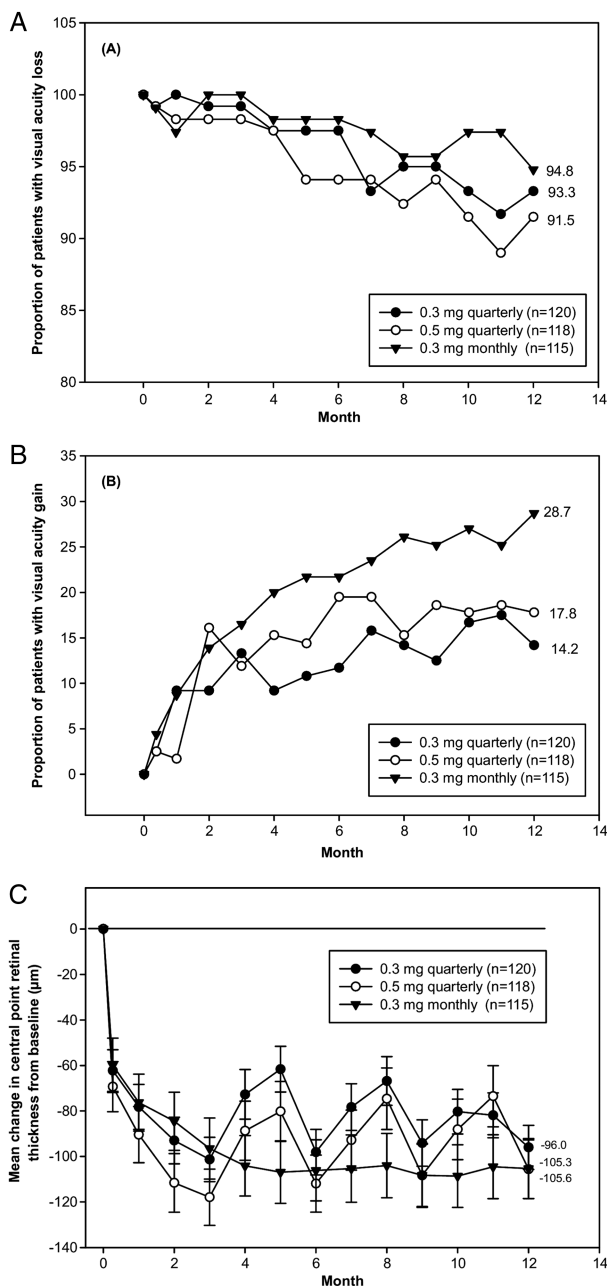 A
(A)
Proportion of patients with visual acuity loss
105
100
95
90
85
80
94.8
93.3
91.5
0.3 mg quarterly (n=120)
0.5 mg quarterly (n=118)
0.3 mg monthly (n=115)
0 2 4 6 8 10 12 14
Month
B
(B)
Proportion of patients with visual acuity gain
35
30
25
20
15
10
5
0
28.7
17.8
14.2
0.3 mg quarterly (n=120)
0.5 mg quarterly (n=118)
0.3 mg monthly (n=115)
0 2 4 6 8 10 12 14
Month
C
Mean change in central point retinal
thickness from baseline (µm)
0
-20
-40
-60
-80
-100
-120
-140
0.3 mg quarterly (n=120)
0.5 mg quarterly (n=118)
0.3 mg monthly (n=115)
-96.0
-105.3
-105.6
0 2 4 6 8 10 12 14
Month